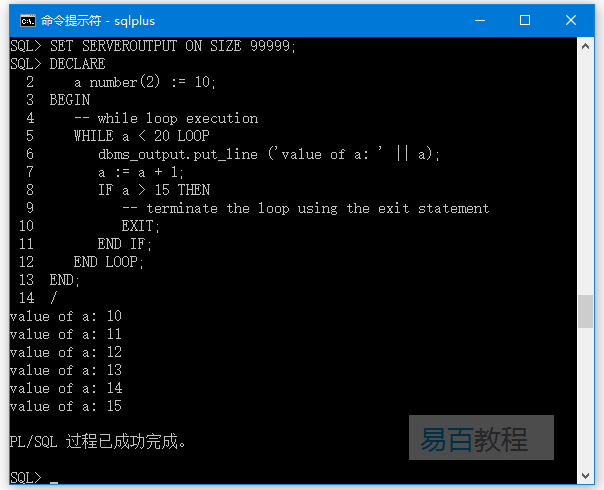 命令提示符 - sqlplus
SQL> SET SERVEROUTPUT ON SIZE 99999;
SQL> DECLARE
  2     a number(2) := 10;
  3  BEGIN
  4     -- while loop execution
  5     WHILE a < 20 LOOP
  6        dbms_output.put_line ('value of a: ' || a);
  7        a := a + 1;
  8        IF a > 15 THEN
  9           -- terminate the loop using the exit statement
 10           EXIT;
 11        END IF;
 12     END LOOP;
 13  END;
 14  /
value of a: 10
value of a: 11
value of a: 12
value of a: 13
value of a: 14
value of a: 15
PL/SQL 过程已成功完成。
SQL> _
易百教程